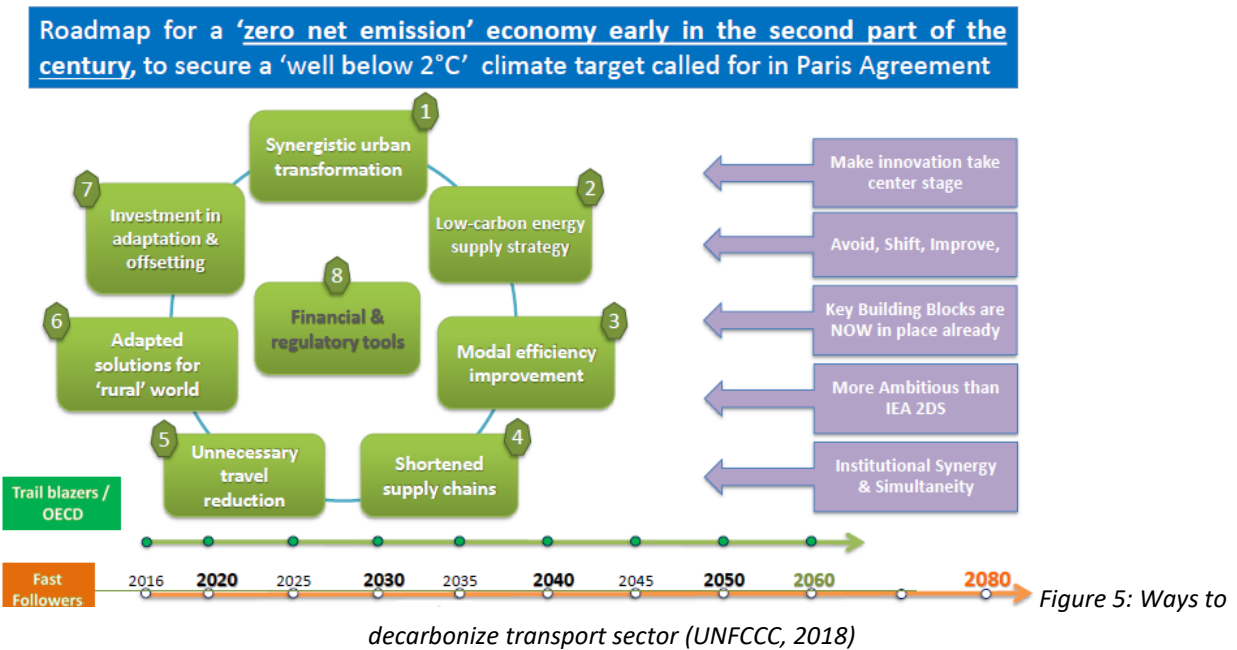 Roadmap for a ‘zero net emission’ economy early in the second part of the
century, to secure a ‘well below 2°C’ climate target called for in Paris Agreement
1
Synergistic urban
transformation
2
Low-carbon energy
supply strategy
3
Modal efficiency
improvement
4
Shortened
supply chains
5
Unnecessary
travel
reduction
6
Adapted
solutions for
‘rural’ world
7
Investment in
adaptation &
offsetting
8
Financial &
regulatory tools
Make innovation take
center stage
Avoid, Shift, Improve,
Key Building Blocks are
NOW in place already
More Ambitious than
IEA 2DS
Institutional Synergy
& Simultaneity
Trail blazers /
OECD
Fast
Followers
2016 2020 2025 2030 2035 2040 2045 2050 2060 2080
Figure 5: Ways to
decarbonize transport sector (UNFCCC, 2018)